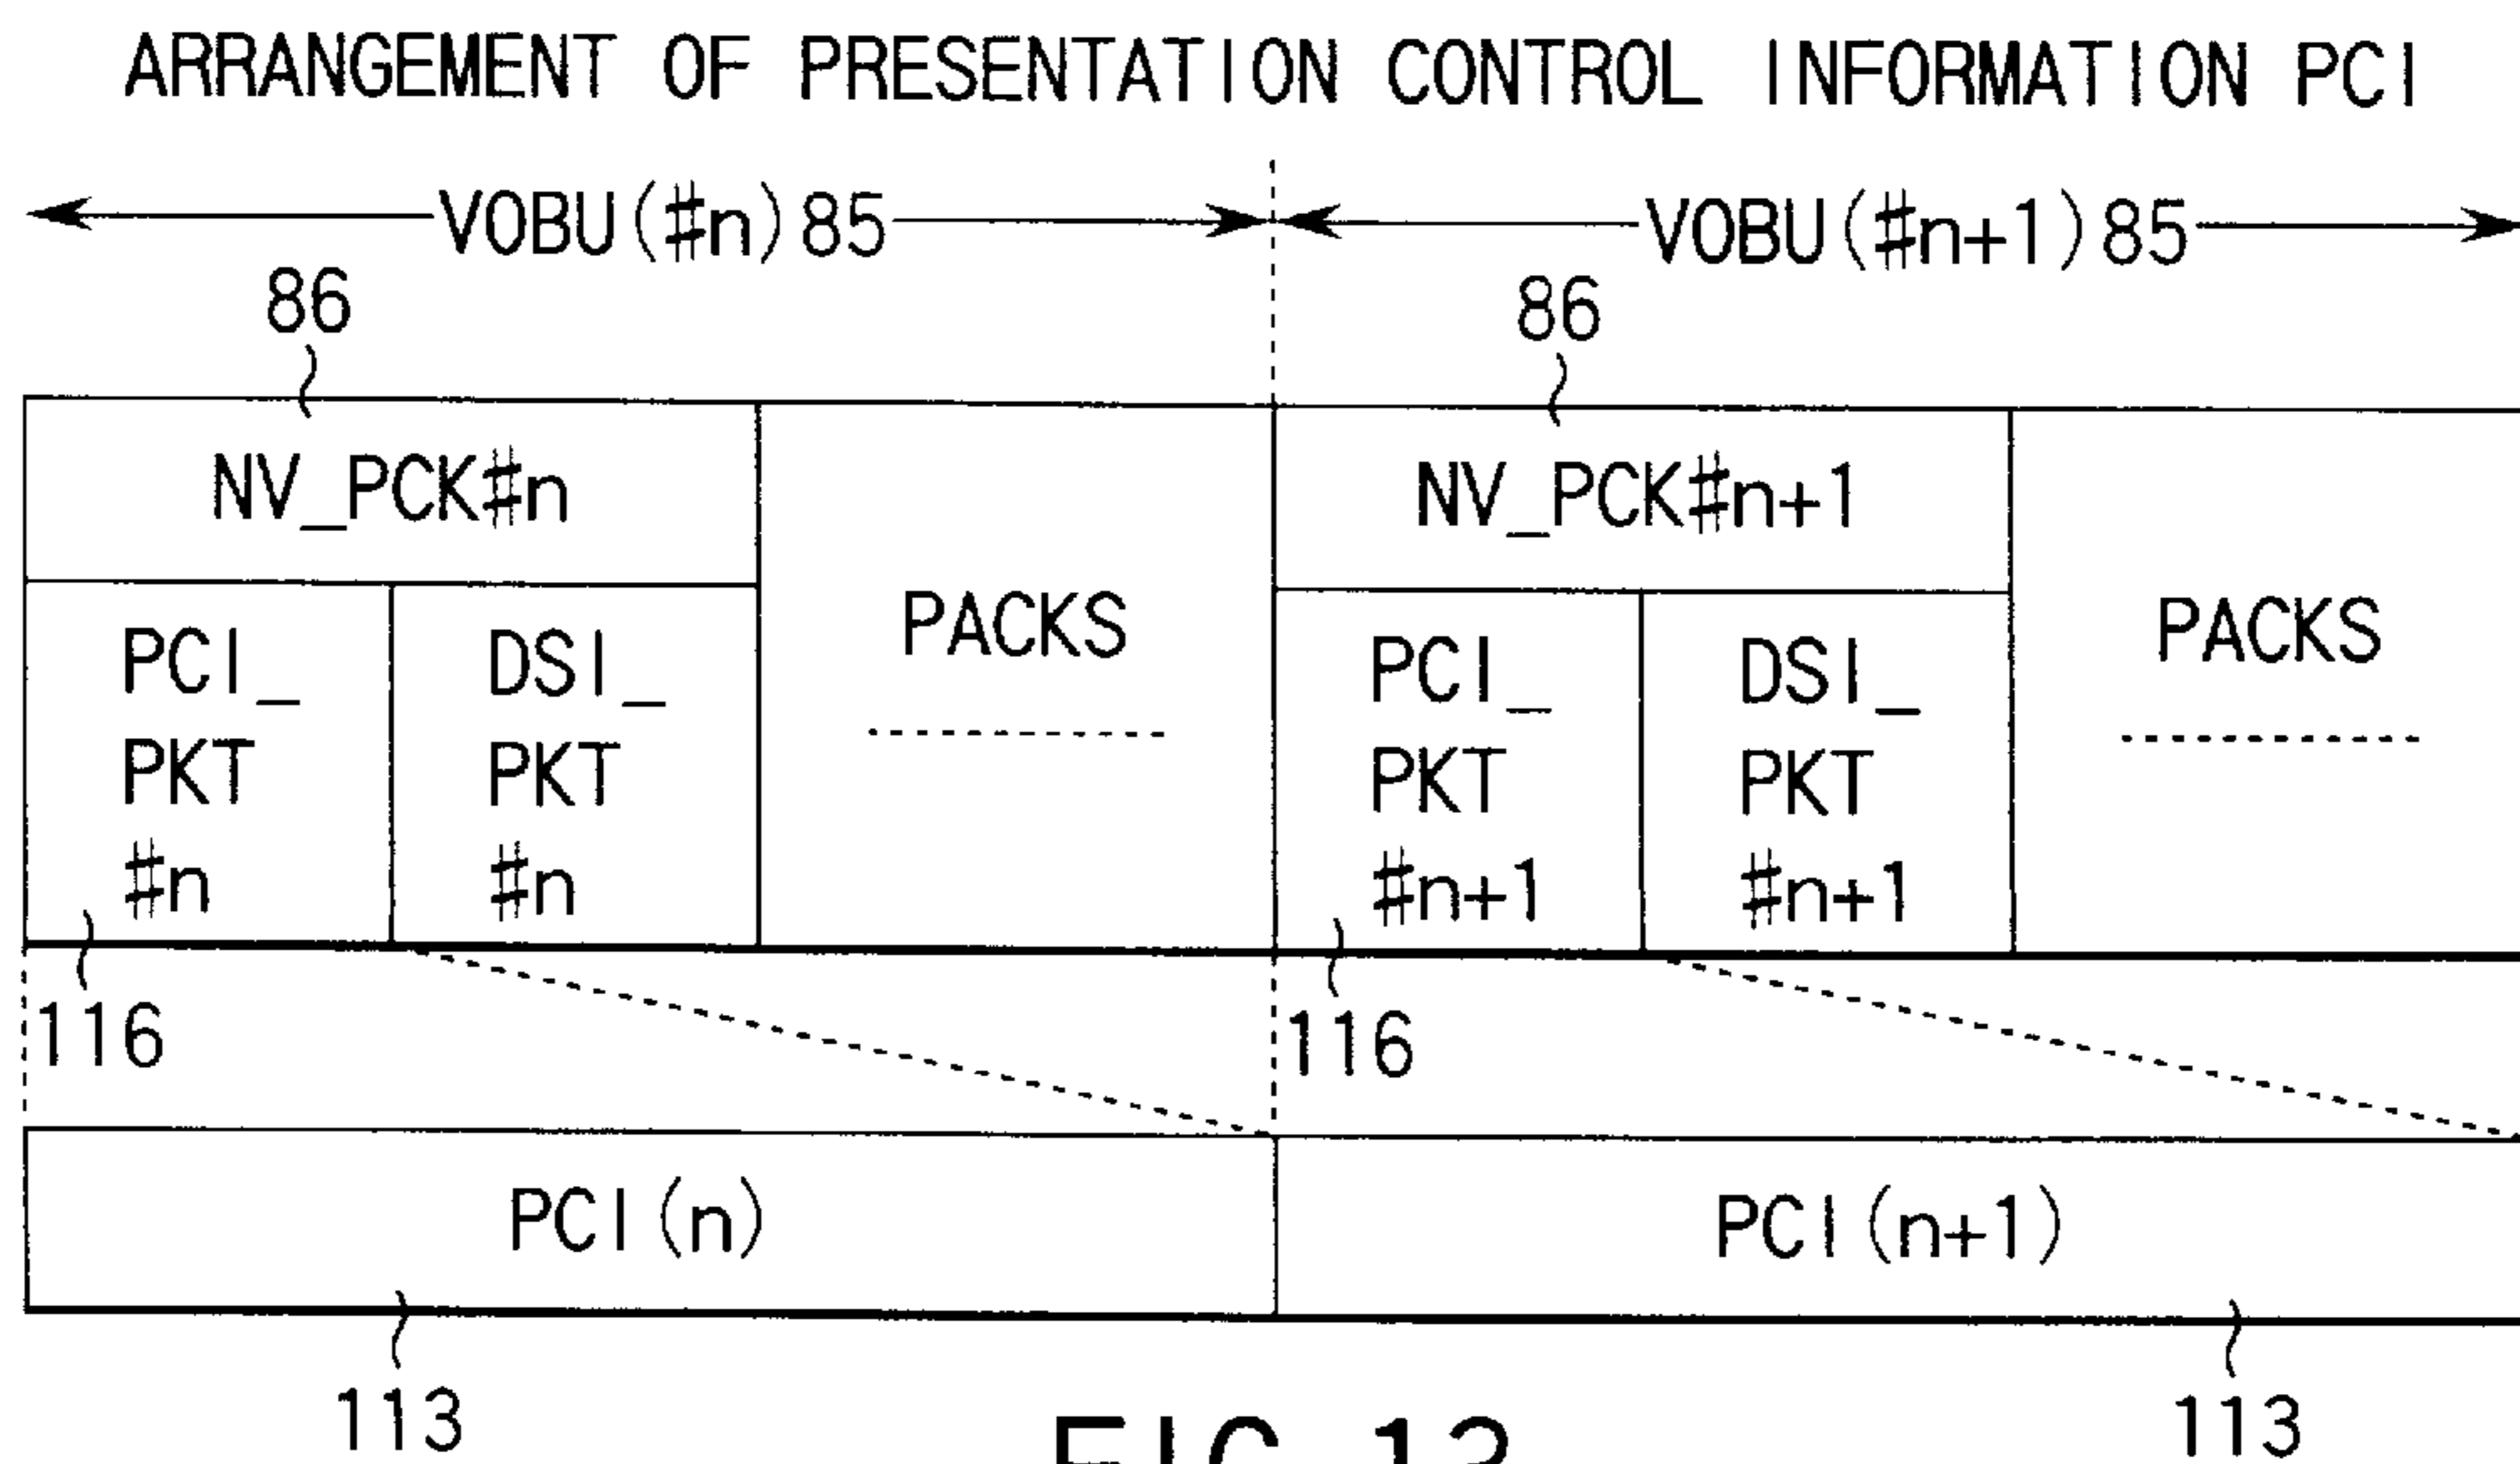 ARRANGEMENT OF PRESENTATION CONTROL INFORMATION PCI
VOBU(#n)85 VOBU(#n+1)85
86 86
NV_PCK#n NV_PCK#n+1
PCI_
PKT
#n
DSI_
PKT
#n
PACKS
PCI_
PKT
#n+1
DSI_
PKT
#n+1
PACKS
116 116
PCI(n) PCI(n+1)
113 113
FIG